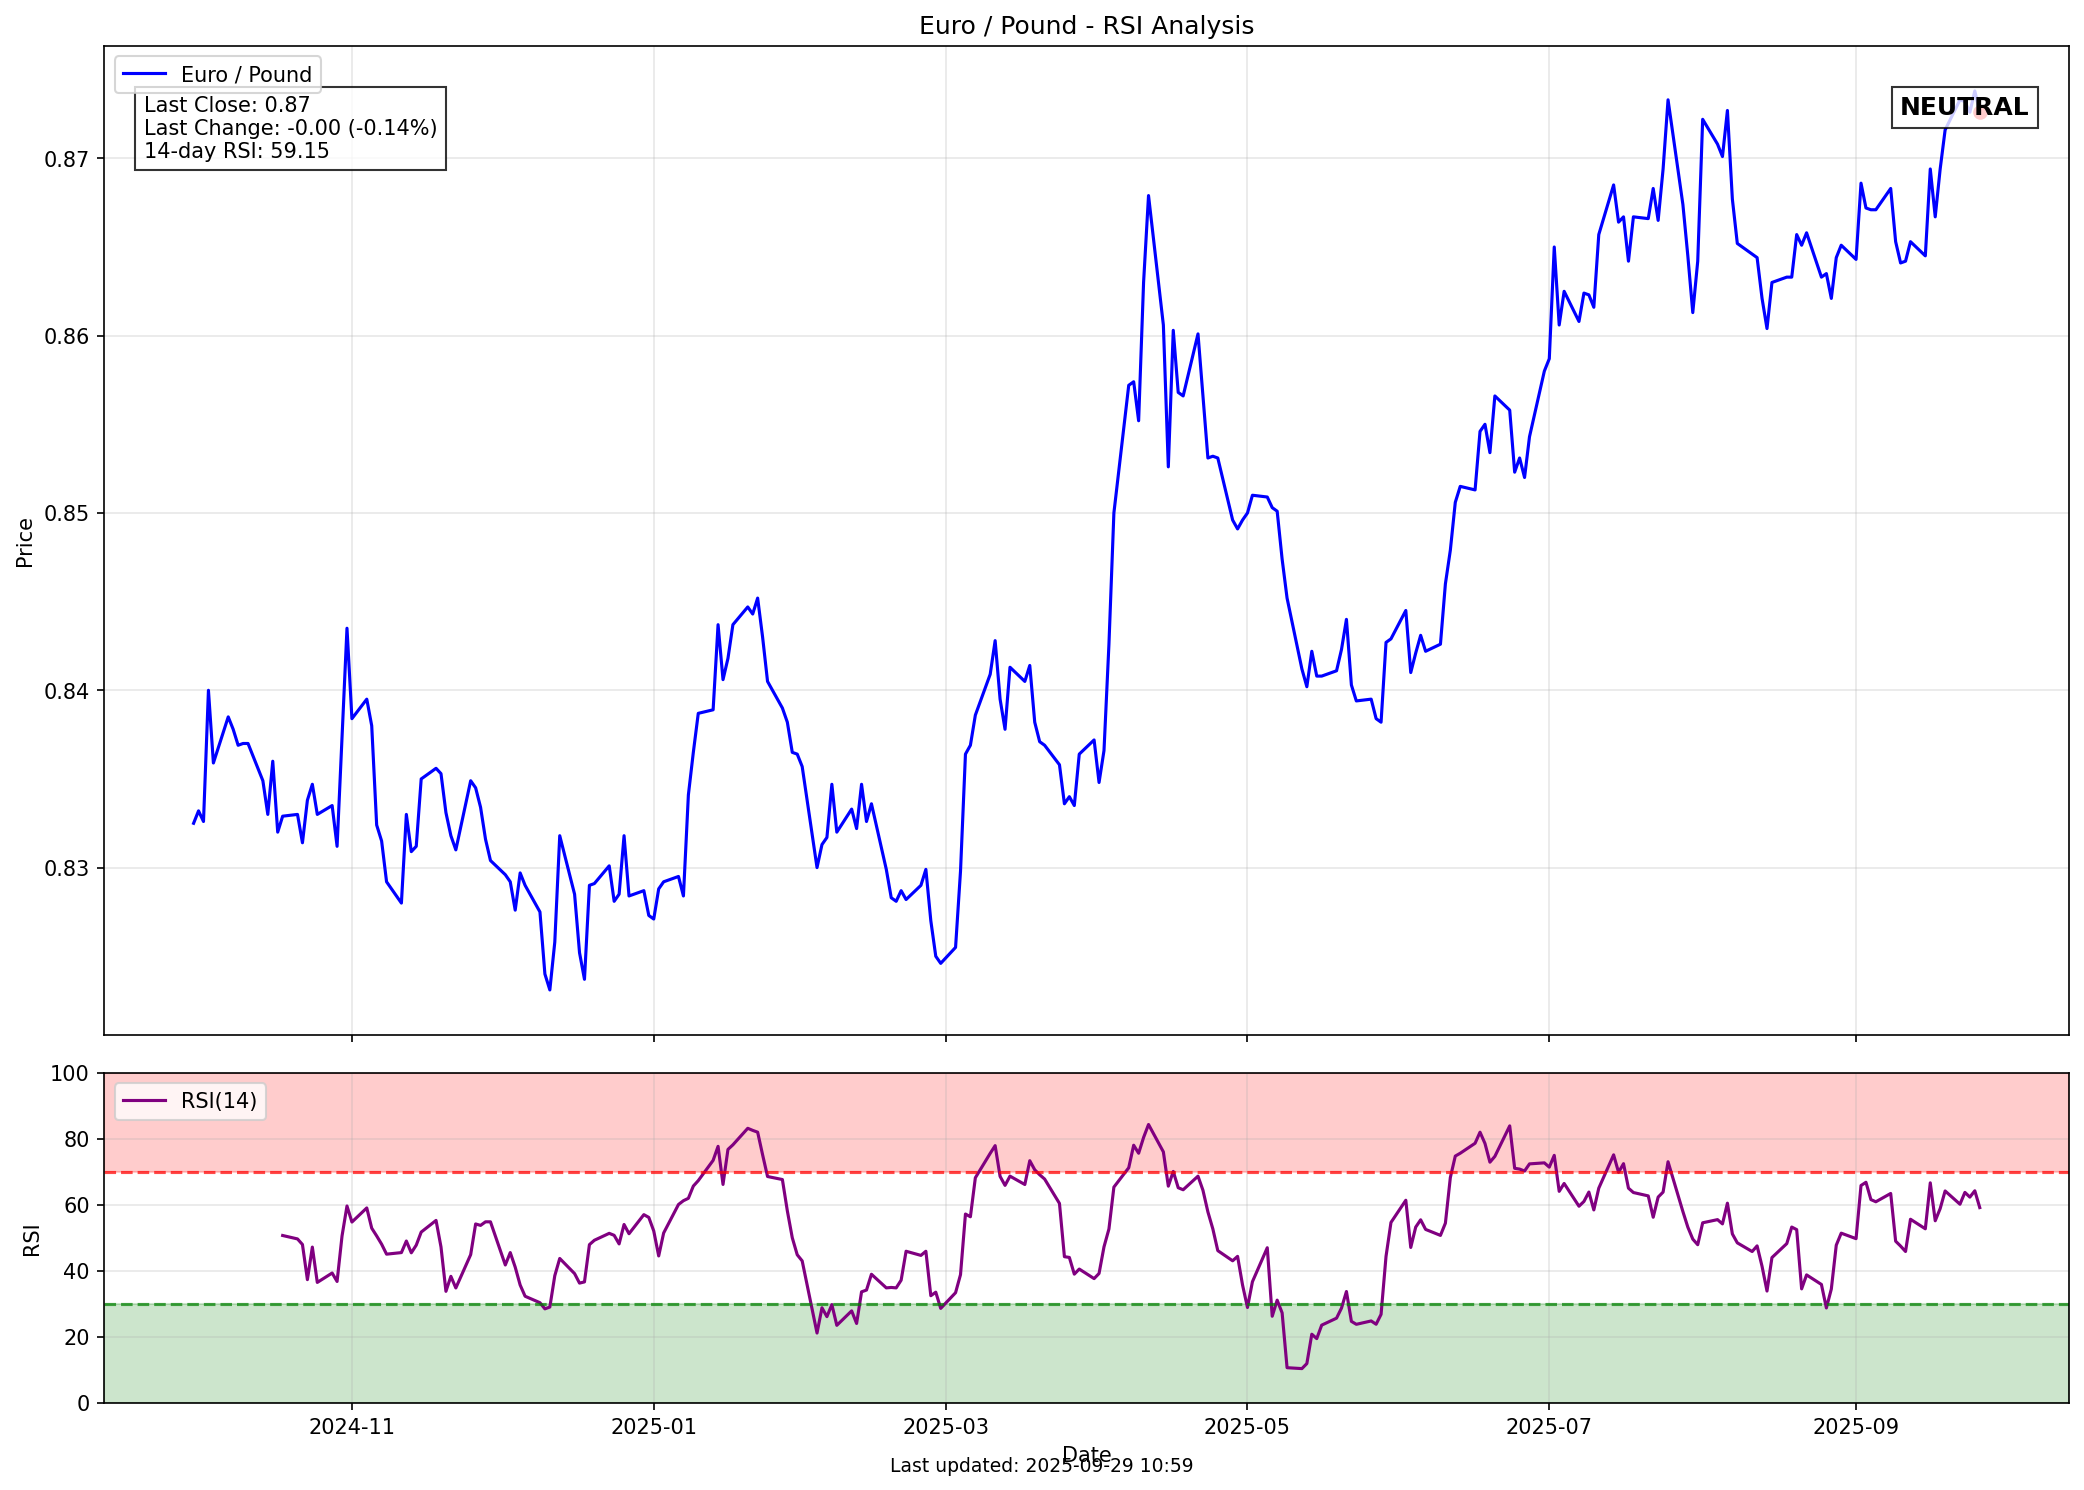 Euro / Pound - RSI Analysis
Euro / Pound
Last Close: 0.87
Last Change: -0.00 (-0.14%)
14-day RSI: 59.15
NEUTRAL
0.87
0.86
0.85
0.84
0.83
Price
RSI(14)
100
80
60
40
20
0
RSI
2024-11
2025-01
2025-03
2025-05
2025-07
2025-09
Date
Last updated: 2025-09-29 10:59